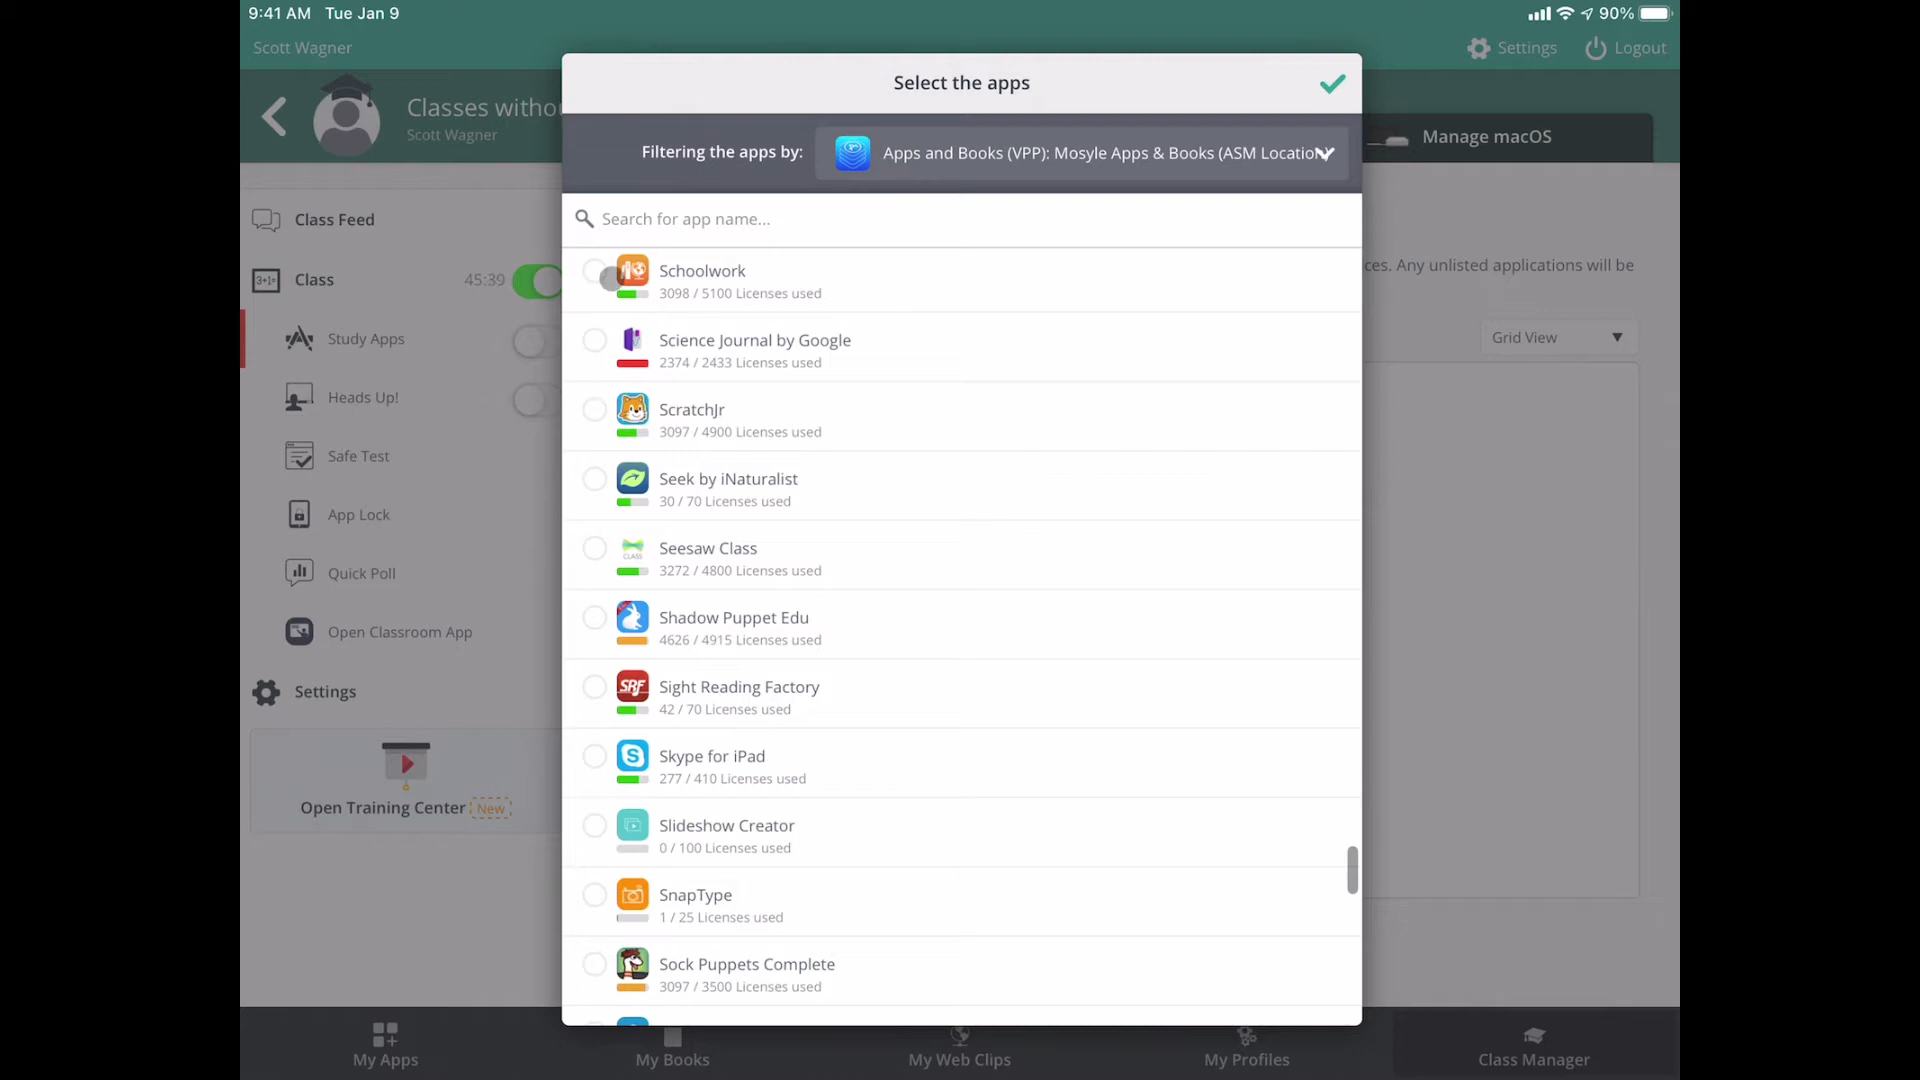 9:41 AM Tue Jan 9
90%
Scott Wagner
Settings
Logout
Classes witho
Scott Wagner
Manage macOS
Select the apps
Filtering the apps by:
Apps and Books (VPP): Mosyle Apps & Books (ASM Location)
Search for app name...
Class Feed
Class 45:39
Study Apps
Heads Up!
Safe Test
App Lock
Quick Poll
Open Classroom App
Settings
Open Training Center New
Schoolwork
3098 / 5100 Licenses used
Science Journal by Google
2374 / 2433 Licenses used
ScratchJr
3097 / 4900 Licenses used
Seek by iNaturalist
30 / 70 Licenses used
CLASS
Seesaw Class
3272 / 4800 Licenses used
Shadow Puppet Edu
4626 / 4915 Licenses used
SRF
Sight Reading Factory
42 / 70 Licenses used
Skype for iPad
277 / 410 Licenses used
Slideshow Creator
0 / 100 Licenses used
SnapType
1 / 25 Licenses used
Sock Puppets Complete
3097 / 3500 Licenses used
ces. Any unlisted applications will be
Grid View
My Apps
My Books
My Web Clips
My Profiles
Class Manager